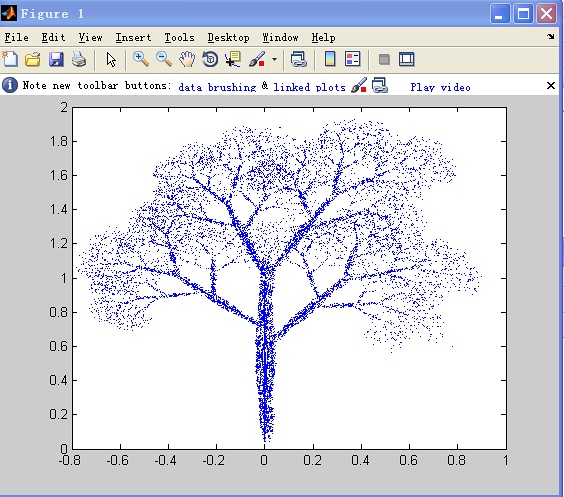 Figure 1
File Edit View Insert Tools Desktop Window Help
Note new toolbar buttons: data brushing & linked plots Play video
2
1.8
1.6
1.4
1.2
1
0.8
0.6
0.4
0.2
0
-0.8 -0.6 -0.4 -0.2 0 0.2 0.4 0.6 0.8 1